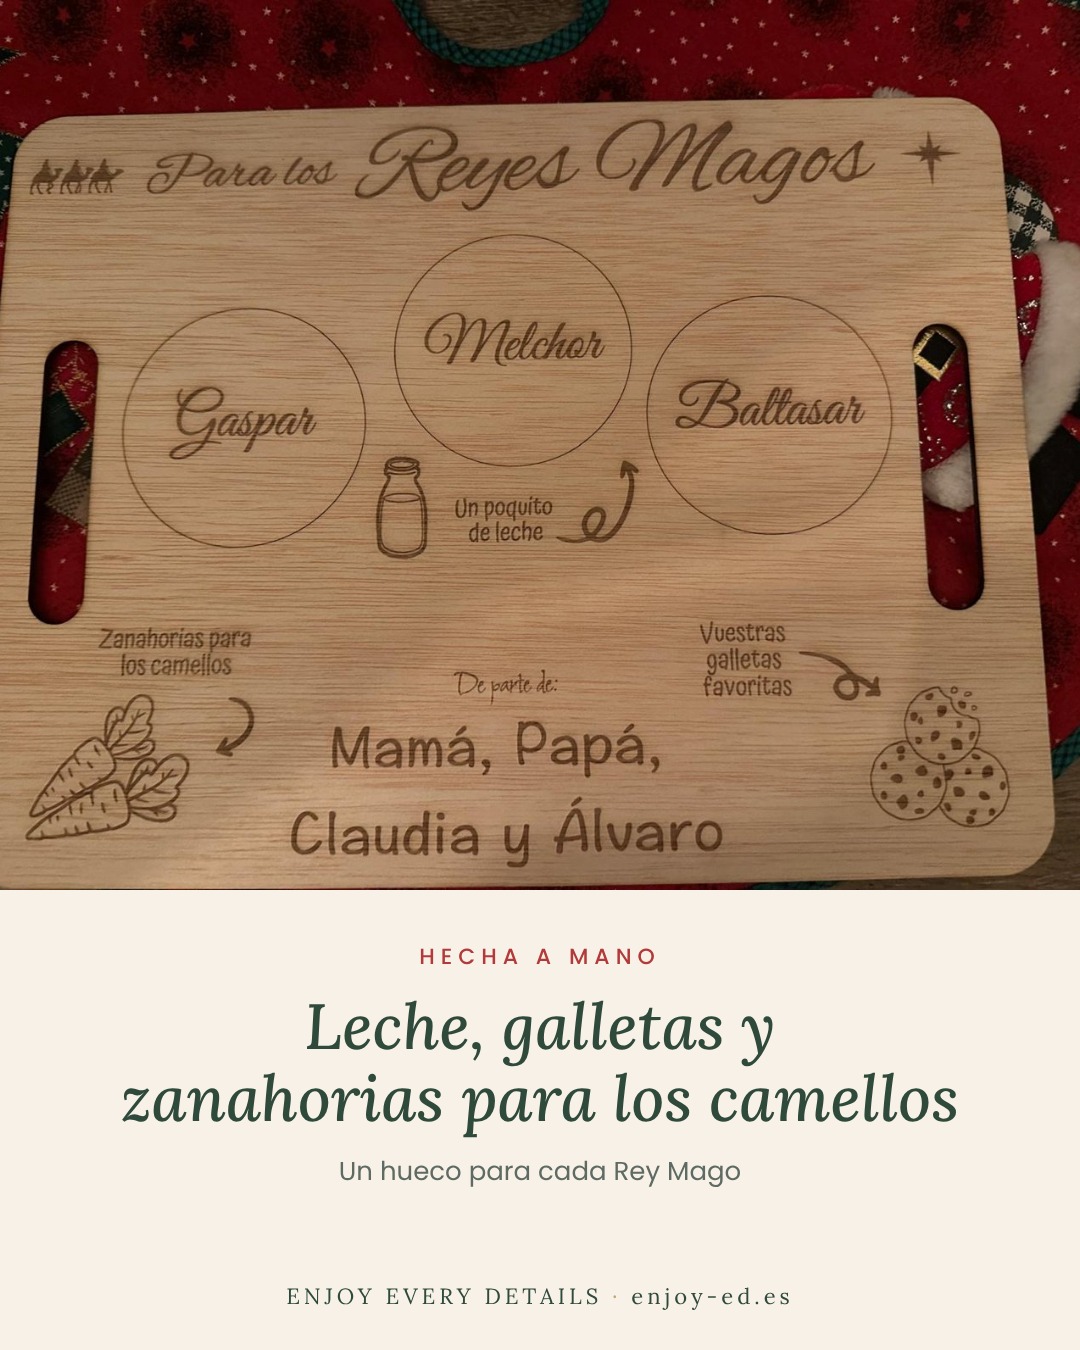 Para los Reyes Magos
Melchor
Gaspar
Baltasar
Un poquito
de leche
Zanahorias para
los camellos
Vuestras
galletas
favoritas
De parte de:
Mamá, Papá,
Claudia y Álvaro
HECHA A MANO
Leche, galletas y
zanahorias para los camellos
Un hueco para cada Rey Mago
ENJOY EVERY DETAILS · enjoy-ed.es